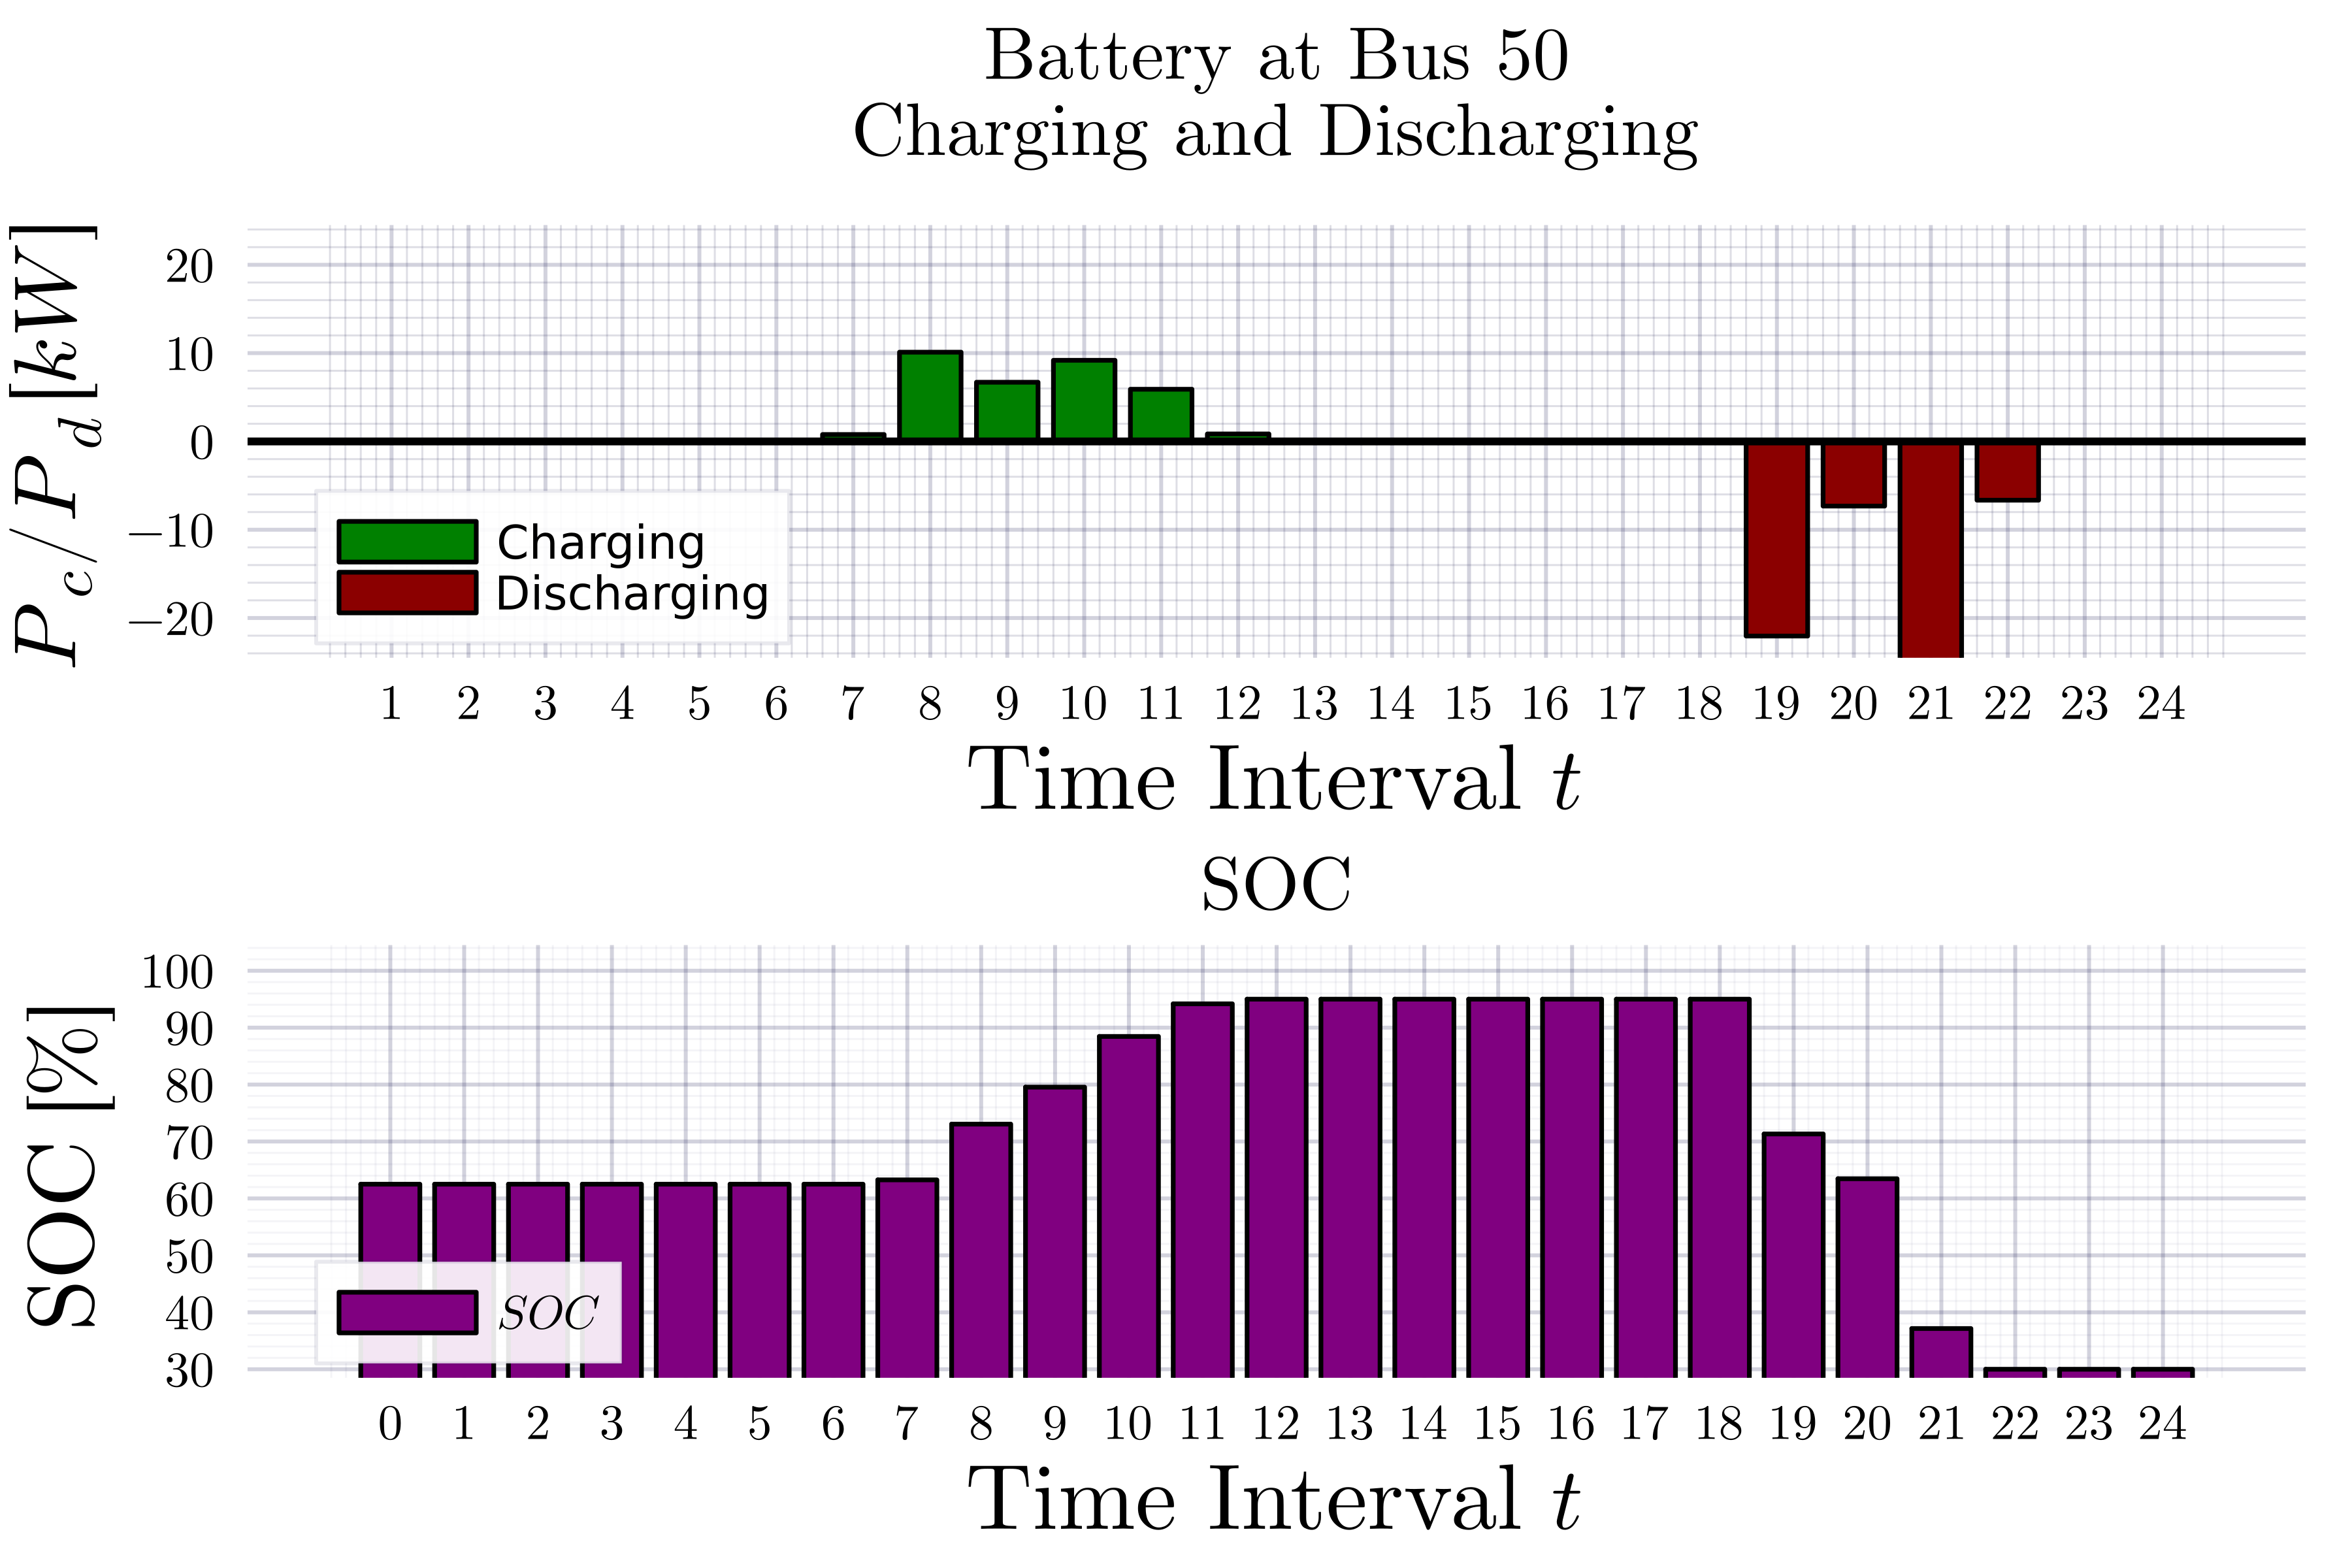 Battery at Bus 50
Charging and Discharging
P_c/P_d [kW]
20
10
0
−10
−20
Charging
Discharging
1 2 3 4 5 6 7 8 9 10 11 12 13 14 15 16 17 18 19 20 21 22 23 24
Time Interval t
SOC
SOC [%]
100
90
80
70
60
50
40
30
SOC
0 1 2 3 4 5 6 7 8 9 10 11 12 13 14 15 16 17 18 19 20 21 22 23 24
Time Interval t